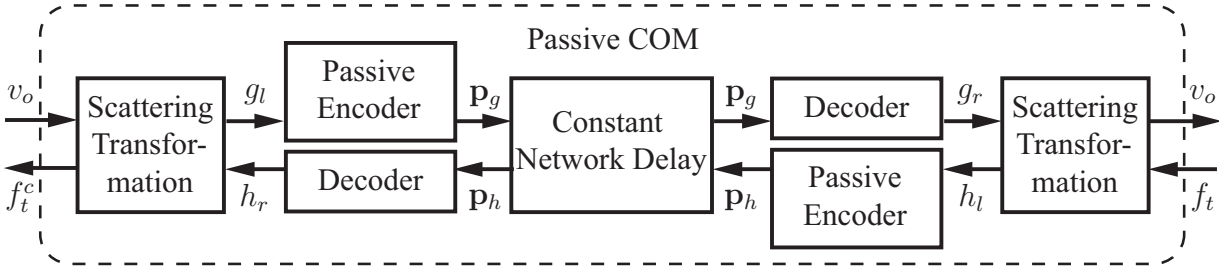 Passive COM
v_o
f_t^c
Scattering
Transfor-
mation
g_l
h_r
Passive
Encoder
Decoder
p_g
p_h
Constant
Network Delay
p_g
p_h
Decoder
Passive
Encoder
g_r
h_l
Scattering
Transfor-
mation
v_o
f_t